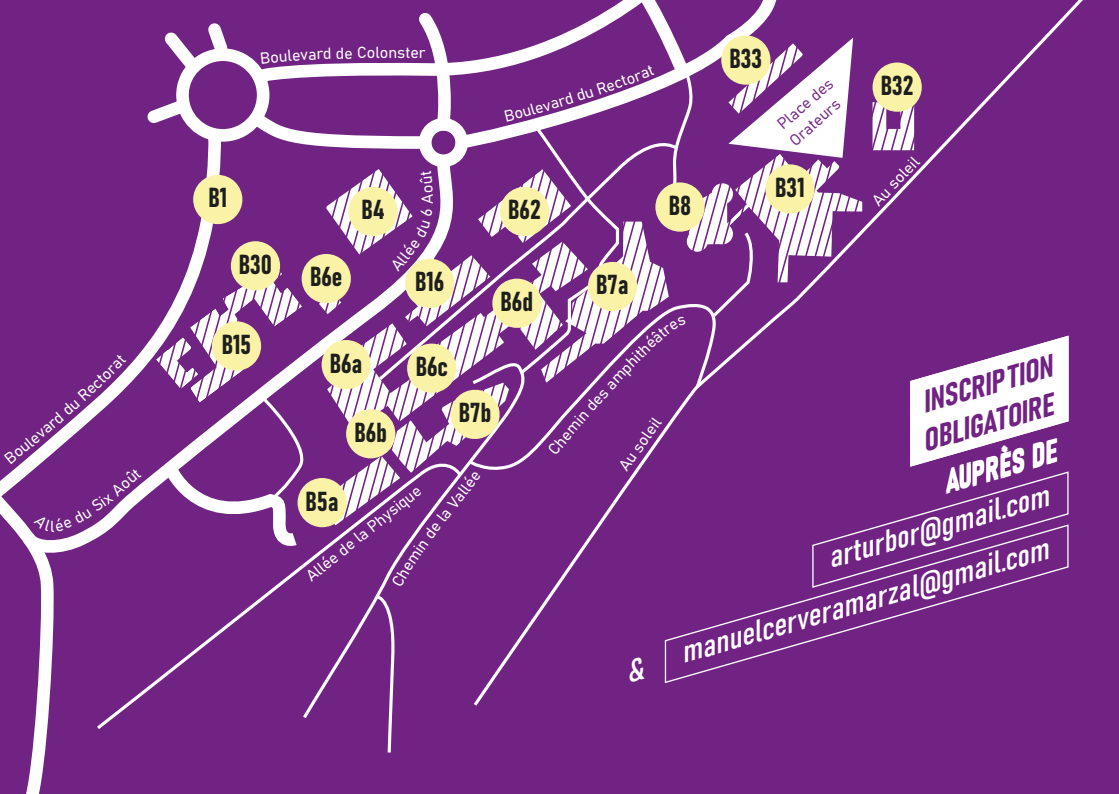 Boulevard de Colonster
Boulevard du Rectorat
B33
Place des
Orateurs
B32
Au soleil
B1
B4
Allée du 6 Août
B62
B8
B31
B30
B6e
B16
B6d
B7a
B15
B6a
B6c
Chemin des amphithéâtres
Boulevard du Rectorat
B6b
B7b
Au soleil
Allée du Six Août
B5a
Allée de la Physique
Chemin de la Vallée
INSCRIPTION
OBLIGATOIRE
AUPRÈS DE
arturbor@gmail.com
& manuelcerveramarzal@gmail.com